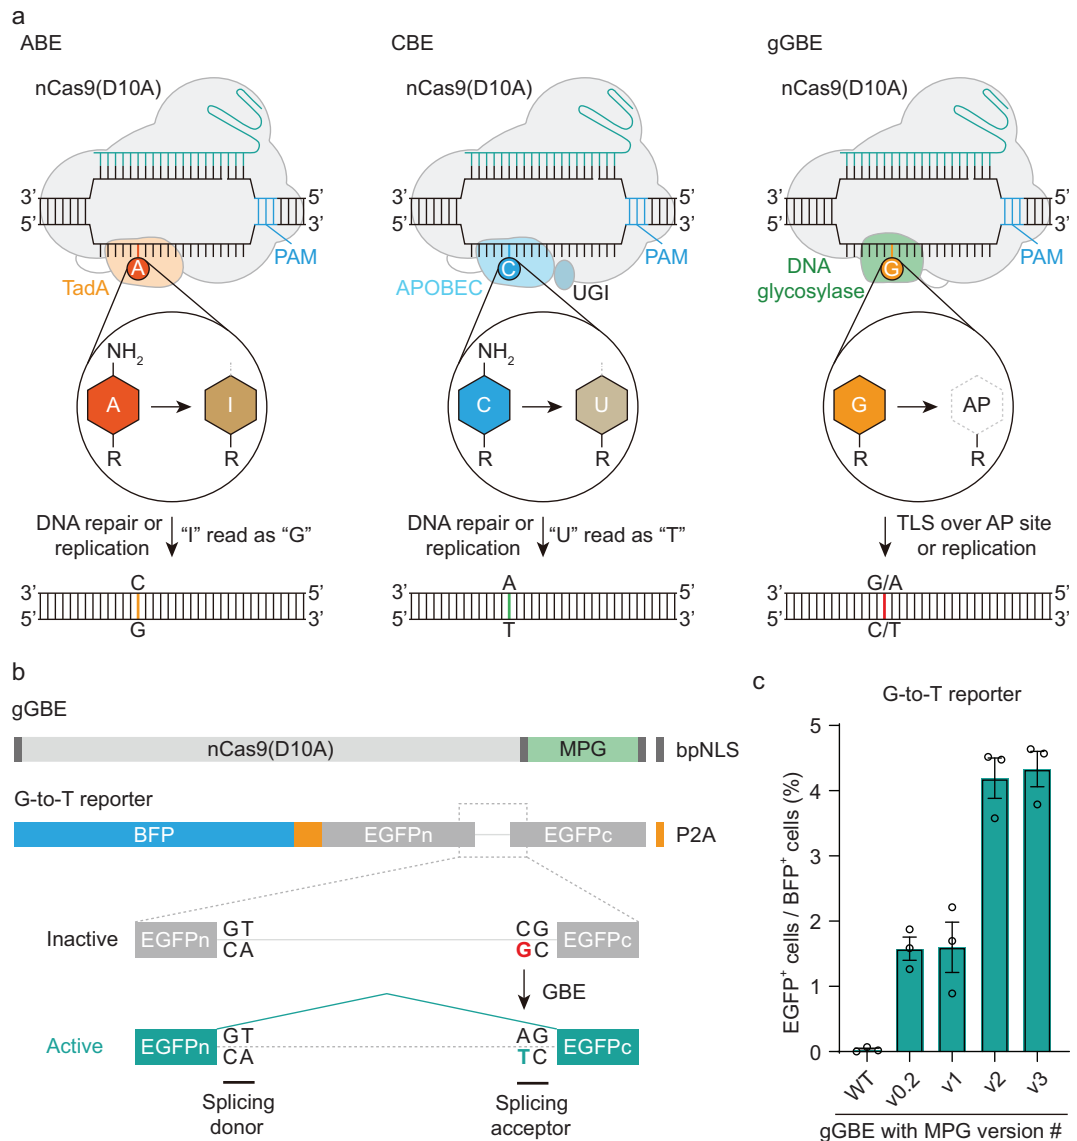 a
ABE
CBE
gGBE
nCas9(D10A)
nCas9(D10A)
nCas9(D10A)
3’
5’
5’
3’
PAM
A
TadA
3’
5’
5’
3’
PAM
C
APOBEC
UGI
3’
5’
5’
3’
PAM
G
DNA
glycosylase
NH2
A
I
R
R
NH2
C
U
R
R
G
AP
R
R
DNA repair or
replication
“I” read as “G”
DNA repair or
replication
“U” read as “T”
TLS over AP site
or replication
C
3’
5’
5’
3’
G
A
3’
5’
5’
3’
T
G/A
3’
5’
5’
3’
C/T
b
gGBE
nCas9(D10A)
MPG
bpNLS
G-to-T reporter
BFP
EGFPn
EGFPc
P2A
Inactive
EGFPn
GT
CA
CG
GC
EGFPc
GBE
Active
EGFPn
GT
CA
AG
TC
EGFPc
Splicing
donor
Splicing
acceptor
c
G-to-T reporter
EGFP+ cells / BFP+ cells (%)
5
4
3
2
1
0
WT
v0.2
v1
v2
v3
gGBE with MPG version #